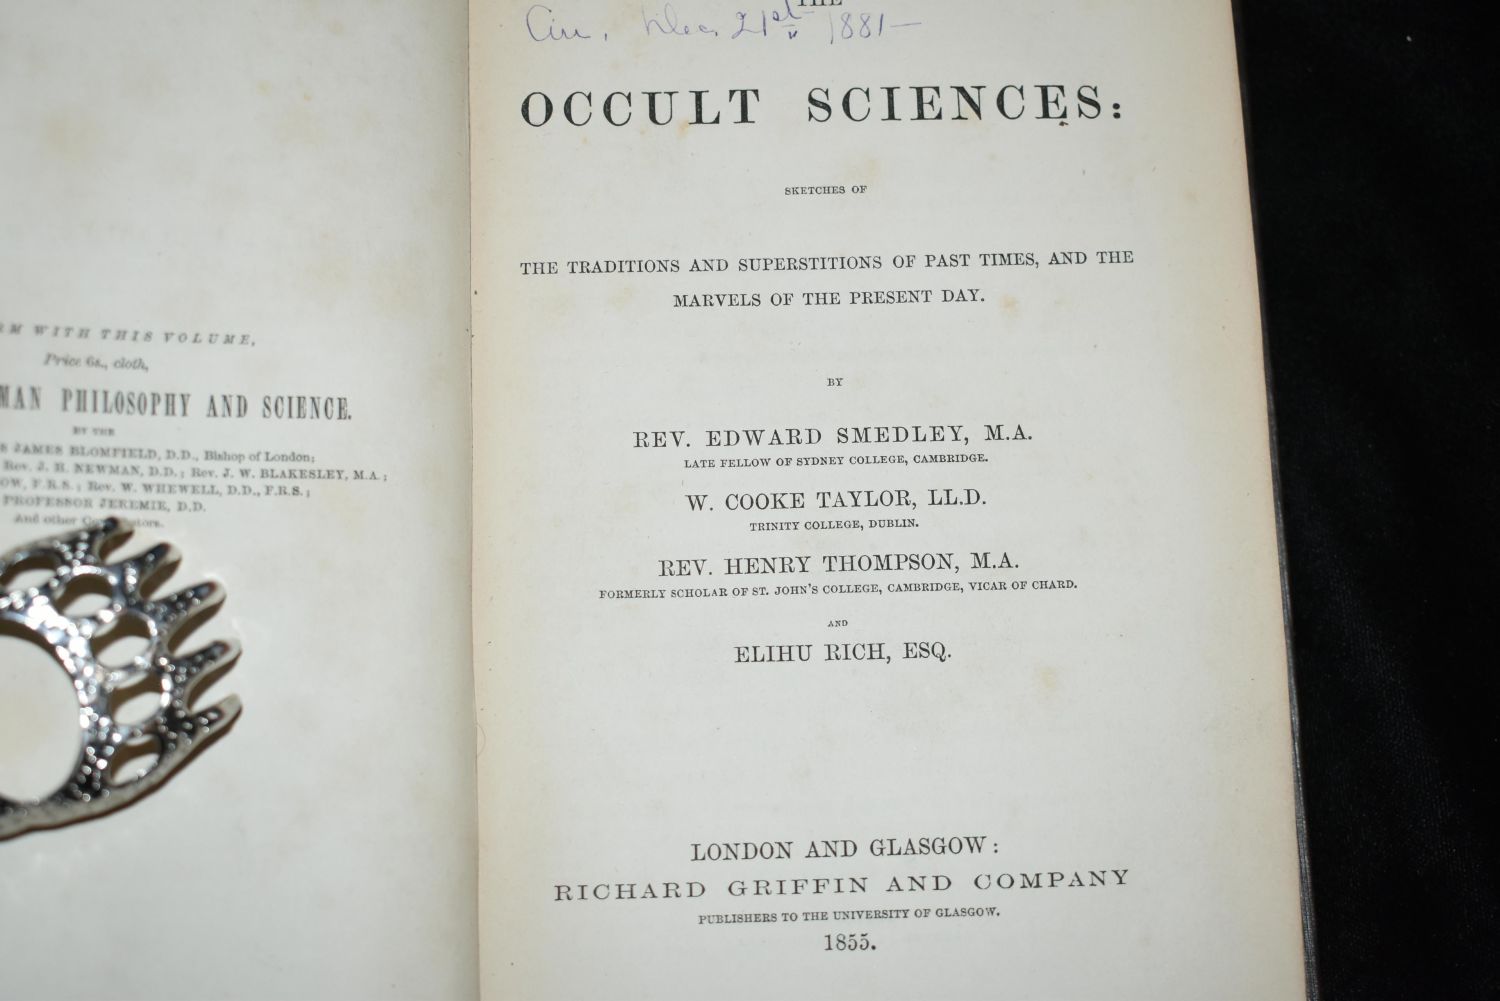 RM WITH THIS VOLUME,
Price 6s., cloth,
MAN PHILOSOPHY AND SCIENCE.
BY THE
JAMES BLOMFIELD, D.D., Bishop of London;
Rev. J. H. NEWMAN, D.D.; Rev. J. W. BLAKESLEY, M.A.;
OW, F.R.S.; Rev. W. WHEWELL, D.D., F.R.S.;
PROFESSOR JEREMIE, D.D.
And other
THE
Cin, Dec, 21st 1881—
OCCULT SCIENCES:
SKETCHES OF
THE TRADITIONS AND SUPERSTITIONS OF PAST TIMES, AND THE
MARVELS OF THE PRESENT DAY.
BY
REV. EDWARD SMEDLEY, M.A.
LATE FELLOW OF SYDNEY COLLEGE, CAMBRIDGE.
W. COOKE TAYLOR, LL.D.
TRINITY COLLEGE, DUBLIN.
REV. HENRY THOMPSON, M.A.
FORMERLY SCHOLAR OF ST. JOHN'S COLLEGE, CAMBRIDGE, VICAR OF CHARD.
AND
ELIHU RICH, ESQ.
LONDON AND GLASGOW:
RICHARD GRIFFIN AND COMPANY
PUBLISHERS TO THE UNIVERSITY OF GLASGOW.
1855.